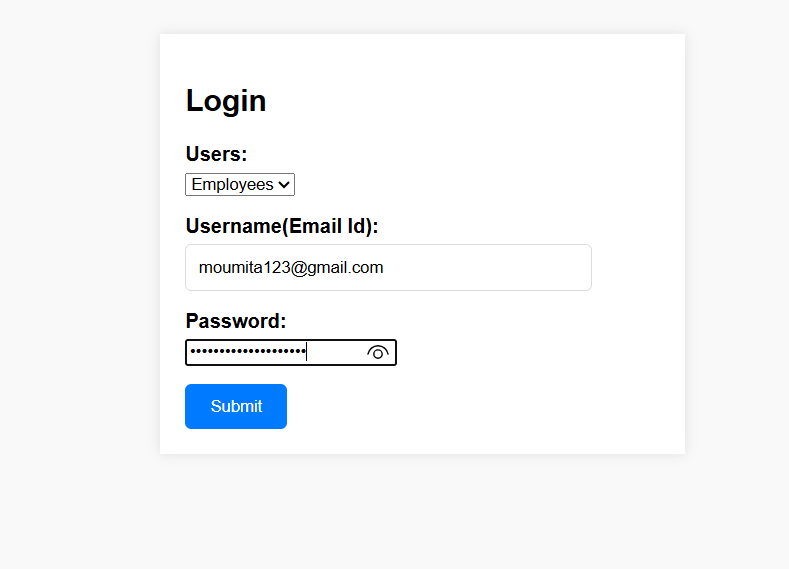 Login
Users:
Employees
Username(Email Id):
moumita123@gmail.com
Password:
••••••••••••••••••••
Submit